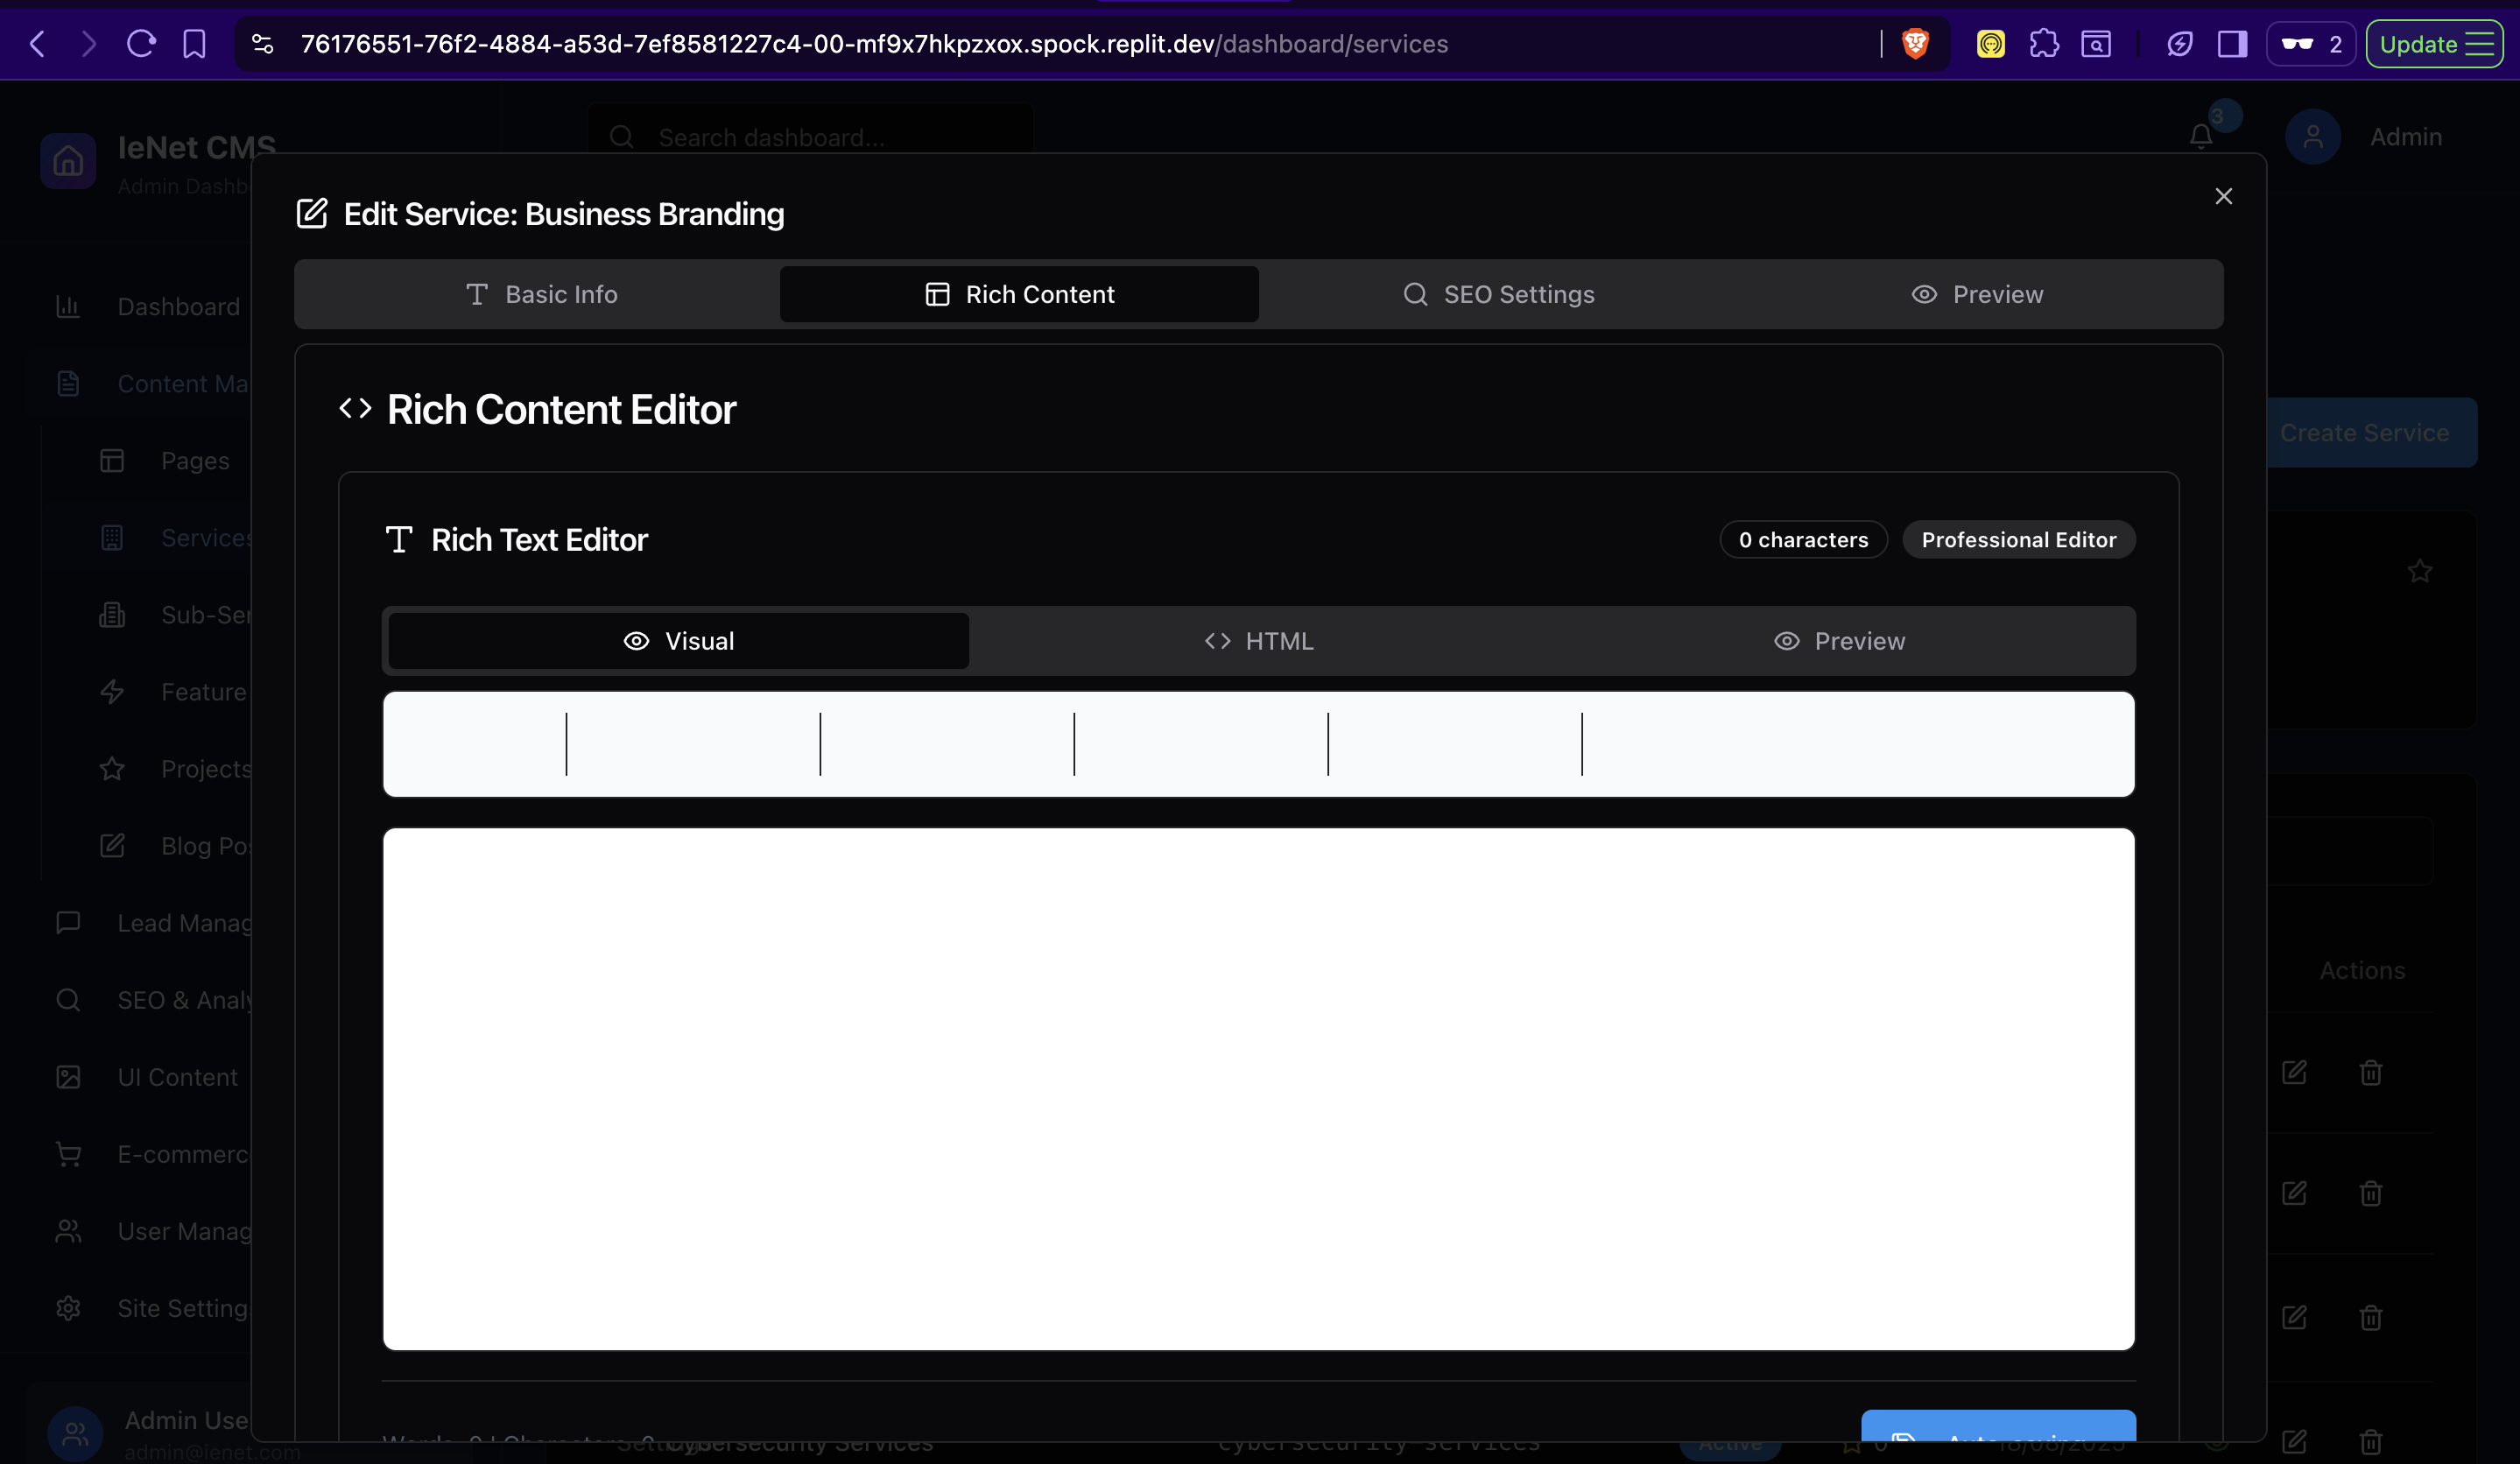 76176551-76f2-4884-a53d-7ef8581227c4-00-mf9x7hkpzxox.spock.replit.dev/dashboard/services
2
Update
IeNet CMS
Admin Dashb
Search dashboard...
3
Admin
Edit Service: Business Branding
Basic Info
Rich Content
SEO Settings
Preview
Dashboard
Content Ma
Pages
Services
Sub-Ser
Feature
Projects
Blog Pos
Lead Manag
SEO & Analy
UI Content
E-commerc
User Manag
Site Setting
Admin Use
admin@ienet.com
Rich Content Editor
Create Service
Rich Text Editor
0 characters
Professional Editor
Visual
HTML
Preview
Actions
Words: 0 | Characters: 0
Auto-saving
Cybersecurity Services
cybersecurity-services
Active
0
18/08/2025